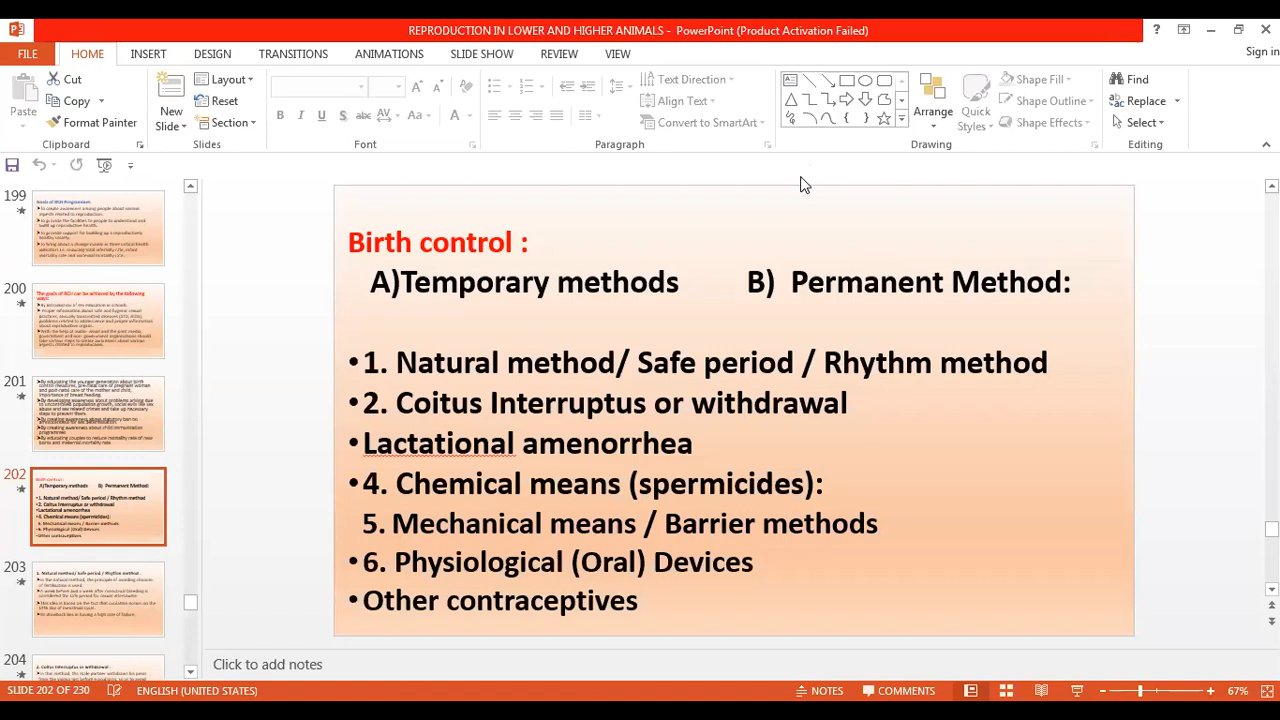 REPRODUCTION IN LOWER AND HIGHER ANIMALS - PowerPoint (Product Activation Failed)
FILE HOME INSERT DESIGN TRANSITIONS ANIMATIONS SLIDE SHOW REVIEW VIEW
Sign in
Paste
Cut
Copy
Format Painter
Clipboard
New Slide
Layout
Reset
Section
Slides
Font
Text Direction
Align Text
Convert to SmartArt
Paragraph
Arrange
Quick Styles
Shape Fill
Shape Outline
Shape Effects
Drawing
Find
Replace
Select
Editing
199
200
201
202
203
204
Birth control :
A)Temporary methods B) Permanent Method:
•1. Natural method/ Safe period / Rhythm method
•2. Coitus Interruptus or withdrawal
•Lactational amenorrhea
•4. Chemical means (spermicides):
5. Mechanical means / Barrier methods
•6. Physiological (Oral) Devices
•Other contraceptives
Click to add notes
SLIDE 202 OF 230 ENGLISH (UNITED STATES) NOTES COMMENTS 67%